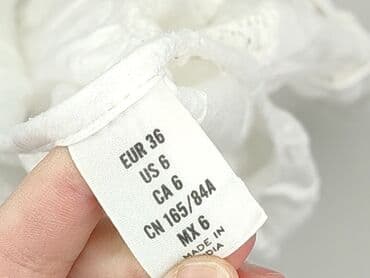 EUR 36
US 6
CA 6
CN 165/84A
MX 6
MADE IN